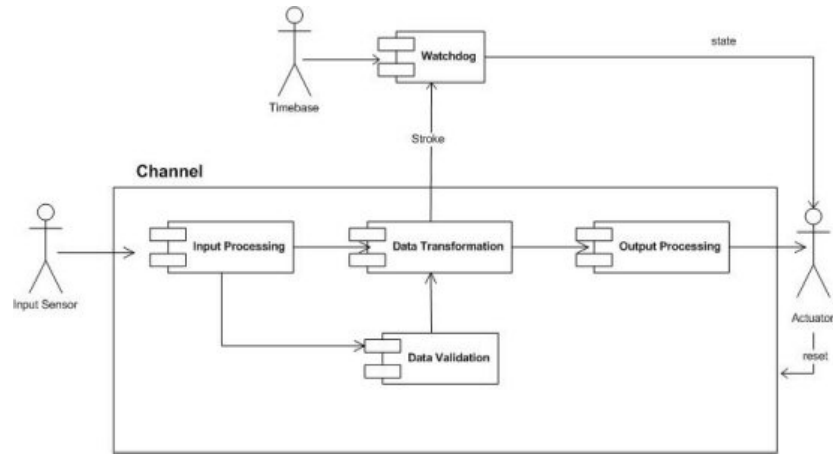 Watchdog
state
Timebase
Stroke
Channel
Input Processing
Data Transformation
Output Processing
Input Sensor
Actuator
Data Validation
reset